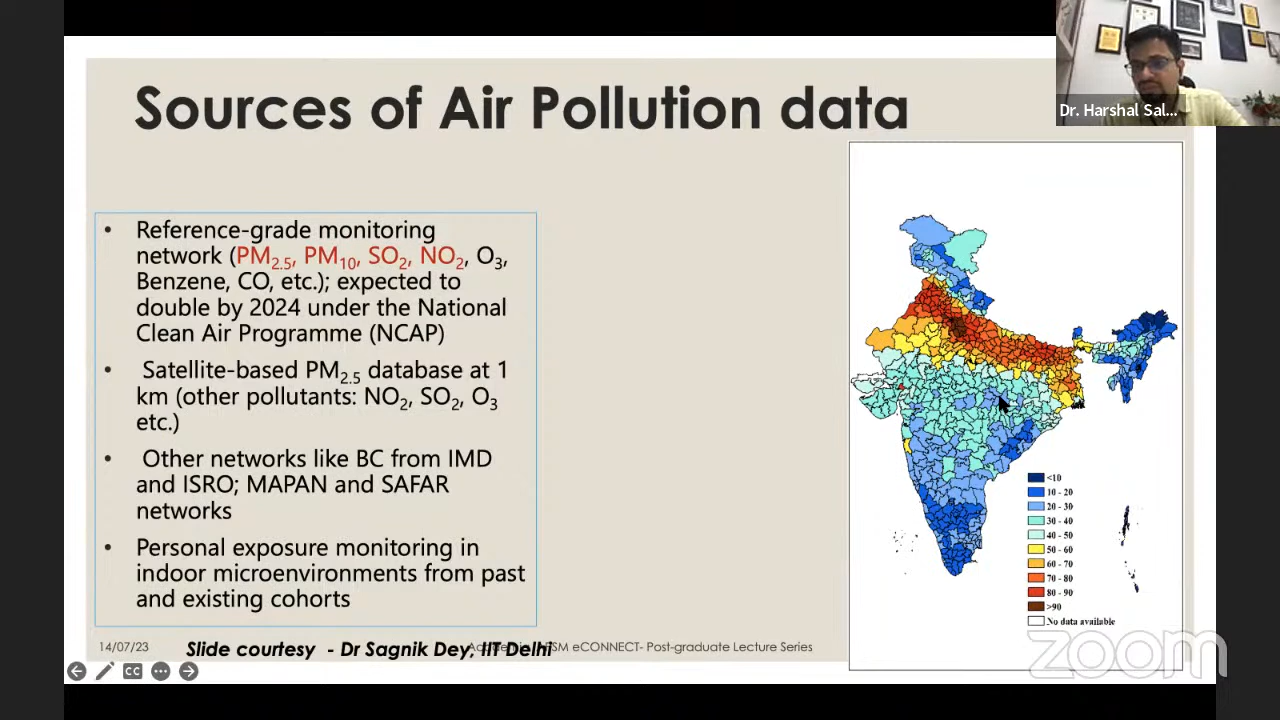 Sources of Air Pollution data
Dr. Harshal Sal...
• Reference-grade monitoring
network (PM2.5, PM10, SO2, NO2, O3,
Benzene, CO, etc.); expected to
double by 2024 under the National
Clean Air Programme (NCAP)
• Satellite-based PM2.5 database at 1
km (other pollutants: NO2, SO2, O3
etc.)
• Other networks like BC from IMD
and ISRO; MAPAN and SAFAR
networks
• Personal exposure monitoring in
indoor microenvironments from past
and existing cohorts
<10
10 - 20
20 - 30
30 - 40
40 - 50
50 - 60
60 - 70
70 - 80
80 - 90
>90
No data available
14/07/23
Slide courtesy - Dr Sagnik Dey, IIT Delhi
SM eCONNECT- Post-graduate Lecture Series
CC
zoom